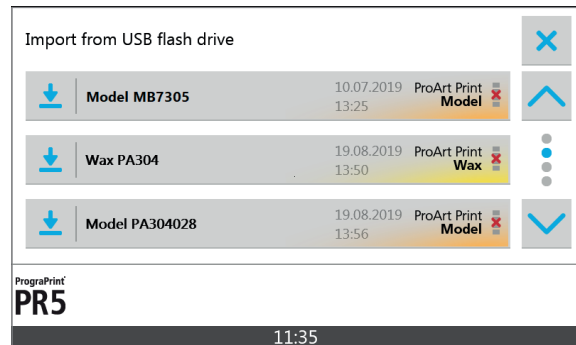 Import from USB flash drive
Model MB7305
10.07.2019
13:25
ProArt Print
Model
Wax PA304
19.08.2019
13:50
ProArt Print
Wax
Model PA304028
19.08.2019
13:56
ProArt Print
Model
PrograPrint
PR5
11:35